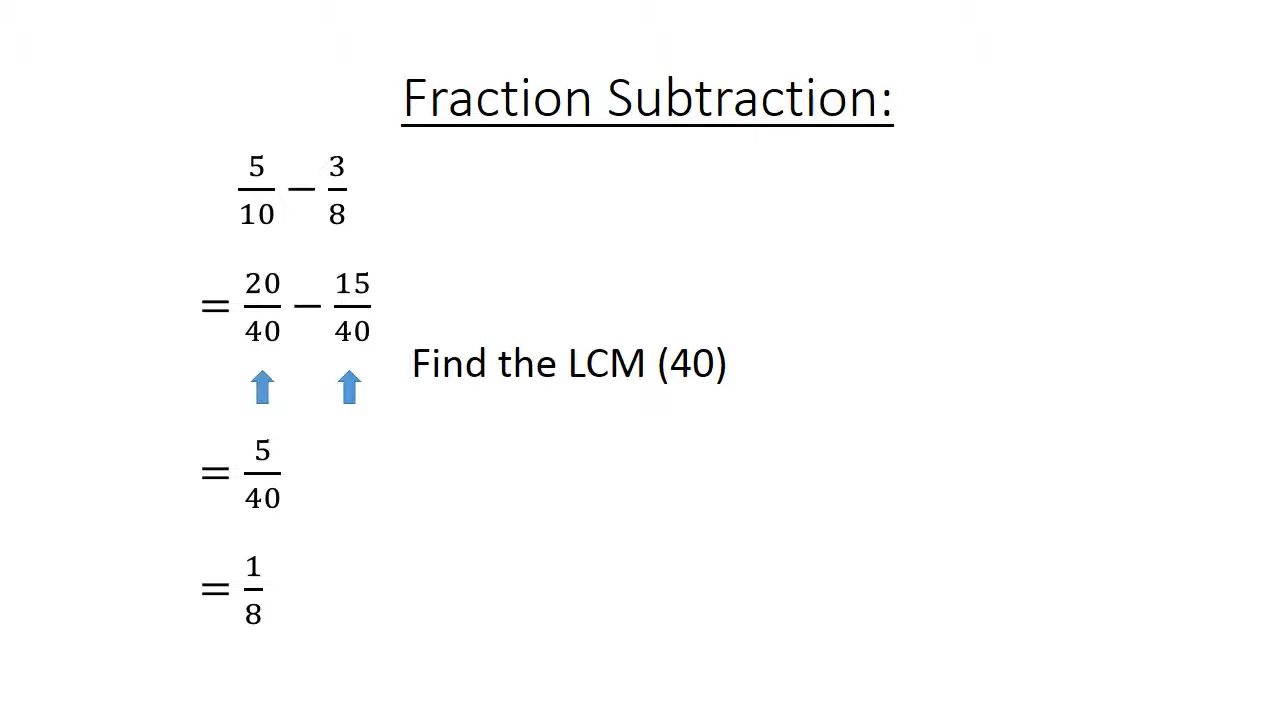 Fraction Subtraction:
5/10 − 3/8
= 20/40 − 15/40
Find the LCM (40)
= 5/40
= 1/8